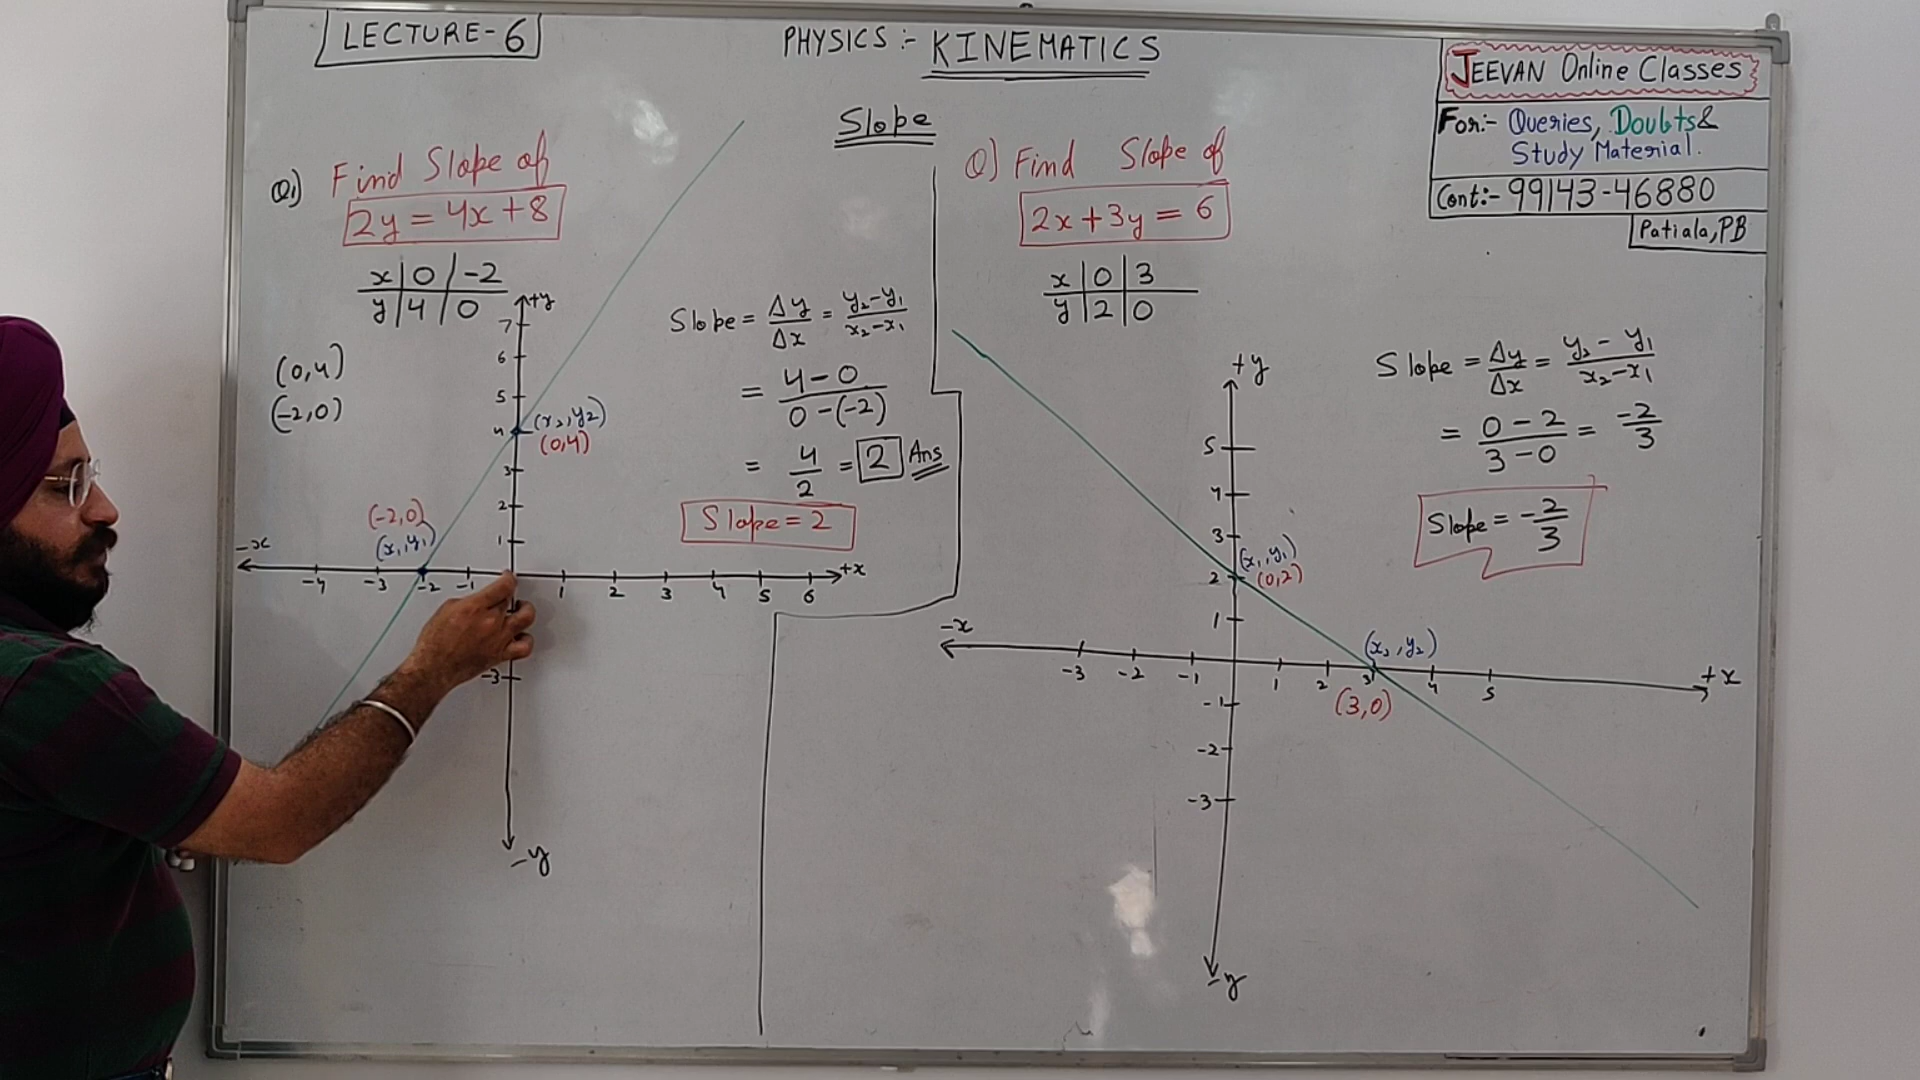 LECTURE-6
PHYSICS :- KINEMATICS
JEEVAN Online Classes
For:- Queries, Doubts &
Study Material.
Cont:- 99143-46880
Patiala, PB
Slope
Q1) Find Slope of
2y = 4x + 8
x | 0 | -2
y | 4 | 0
(0,4)
(-2,0)
+y
7
6
5
4
3
2
1
(x₂, y₂)
(0,4)
(-2,0)
(x₁, y₁)
-x
-4 -3 -2 -1 1 2 3 4 5 6
+x
-3
-y
Slope = Δy/Δx = y₂-y₁/x₂-x₁
= 4-0/0-(-2)
= 4/2 = 2 Ans
Slope = 2
Q) Find Slope of
2x + 3y = 6
x | 0 | 3
y | 2 | 0
+y
5
4
3
2
1
(x₁, y₁)
(0,2)
(x₂, y₂)
-x
-3 -2 -1 1 2 3 4 5
+x
(3,0)
-1
-2
-3
-y
Slope = Δy/Δx = y₂-y₁/x₂-x₁
= 0-2/3-0 = -2/3
Slope = -2/3